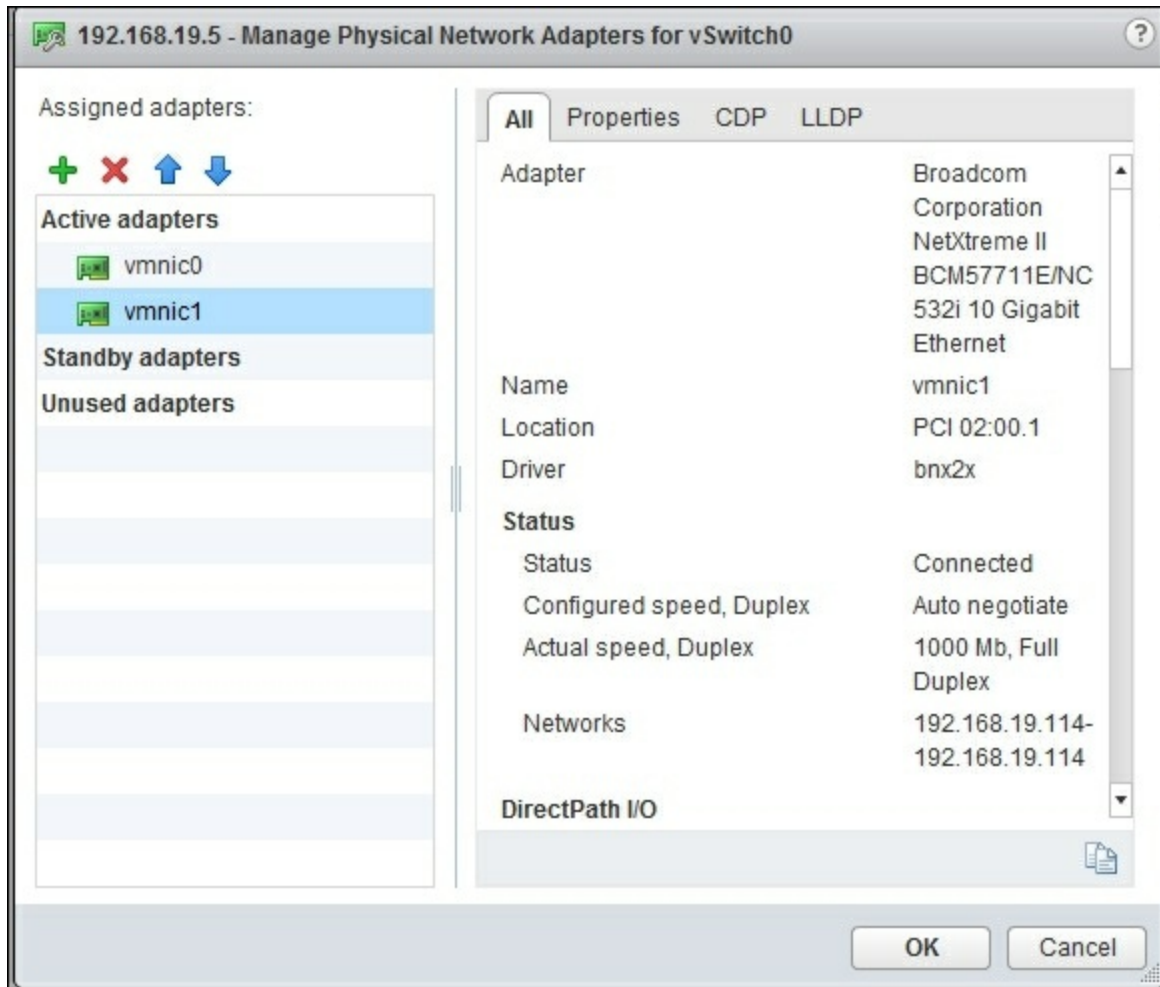 192.168.19.5 - Manage Physical Network Adapters for vSwitch0
?
Assigned adapters:
Active adapters
vmnic0
vmnic1
Standby adapters
Unused adapters
All Properties CDP LLDP
Adapter Broadcom
Corporation
NetXtreme II
BCM57711E/NC
532i 10 Gigabit
Ethernet
Name vmnic1
Location PCI 02:00.1
Driver bnx2x
Status
Status Connected
Configured speed, Duplex Auto negotiate
Actual speed, Duplex 1000 Mb, Full
Duplex
Networks 192.168.19.114-
192.168.19.114
DirectPath I/O
OK Cancel